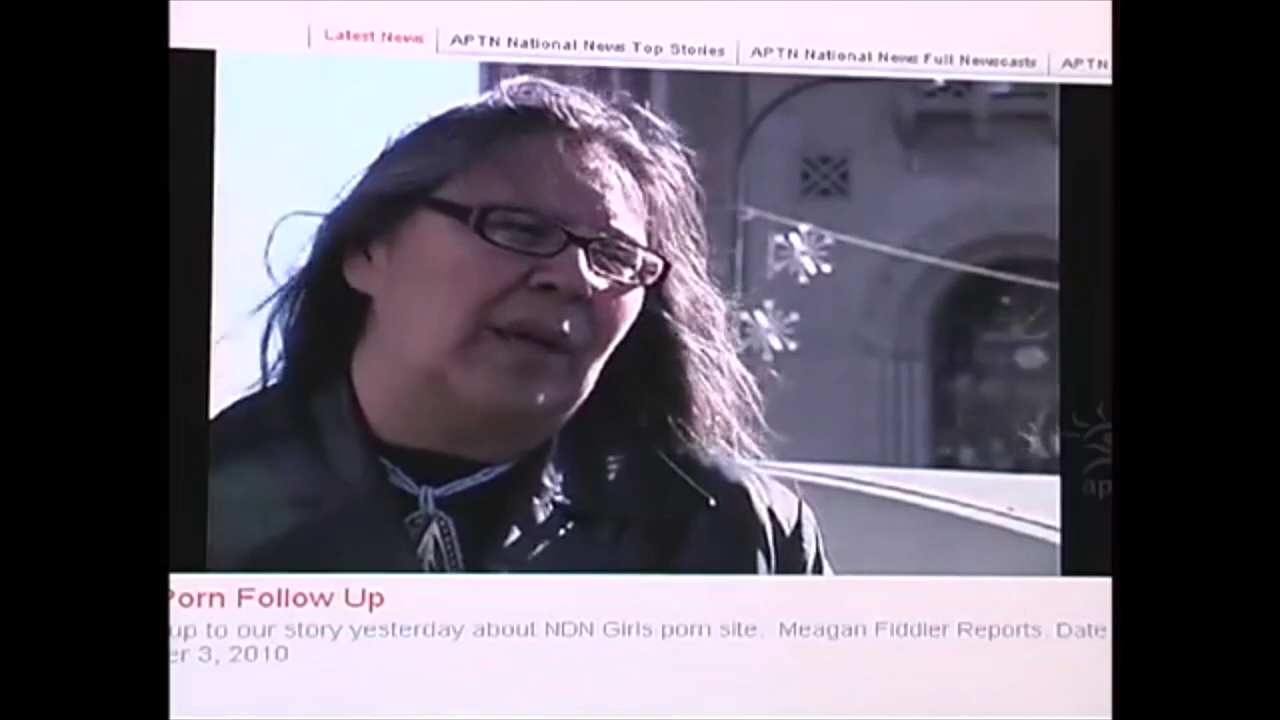 Latest News
APTN National News Top Stories
APTN National News Full Newscasts
APTN
Porn Follow Up
up to our story yesterday about NDN Girls porn site. Meagan Fiddler Reports. Date
er 3, 2010
ap